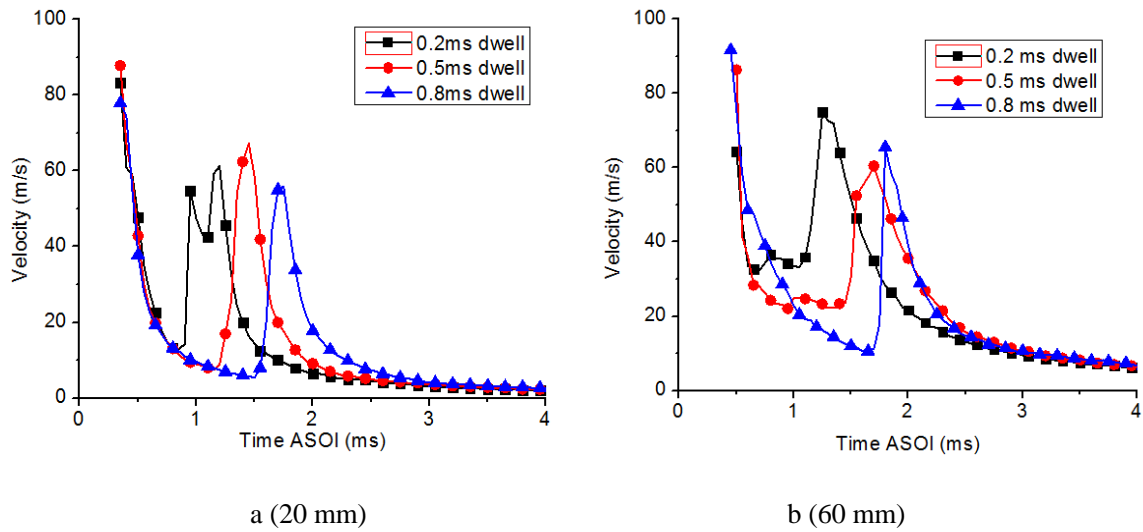 100
80
60
40
20
0
Velocity (m/s)
0 1 2 3 4
Time ASOI (ms)
0.2ms dwell
0.5ms dwell
0.8ms dwell
a (20 mm)
100
80
60
40
20
0
Velocity (m/s)
0 1 2 3 4
Time ASOI (ms)
0.2 ms dwell
0.5 ms dwell
0.8 ms dwell
b (60 mm)